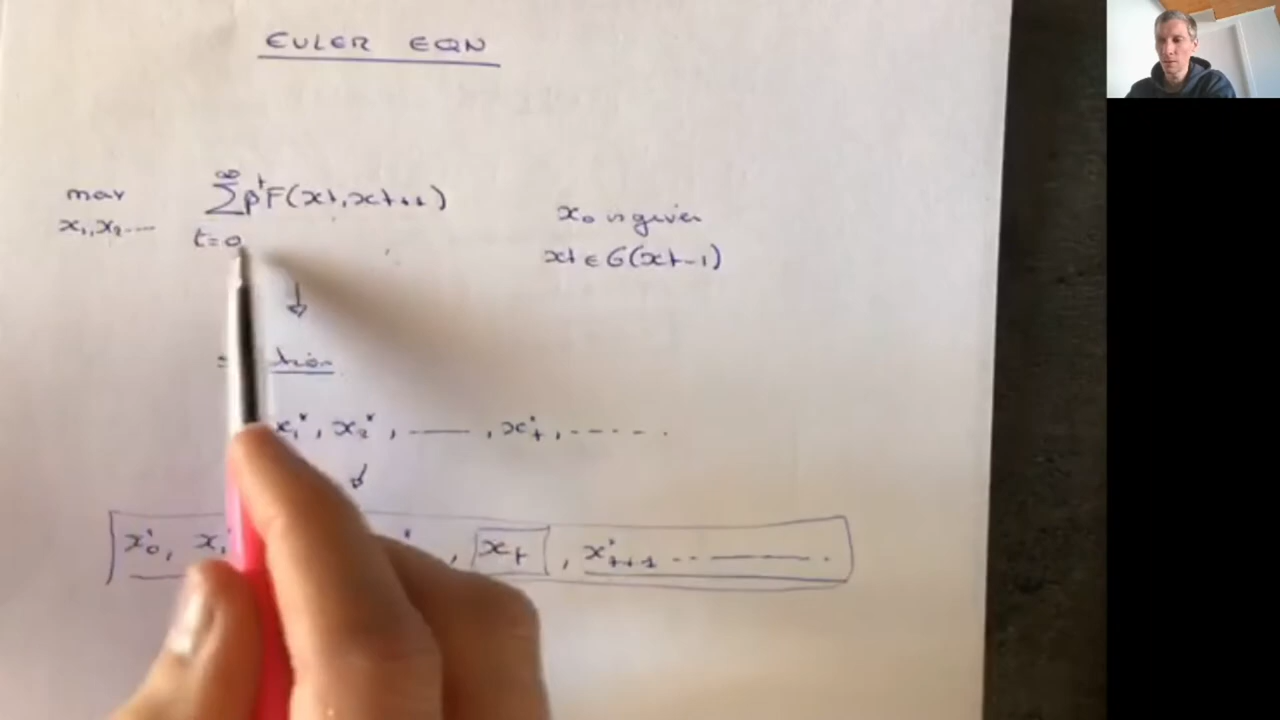 EULER EQN
max ∑βᵗF(xt, xt+1) x₀ is given
x₁, x₂ ---- t=0 xt ∈ G(xt-1)
∞
↓
x₁*, x₂*, ——, xt*, ------.
↓
x₀*, x₁*, xt, x*t+1 -- ——— .